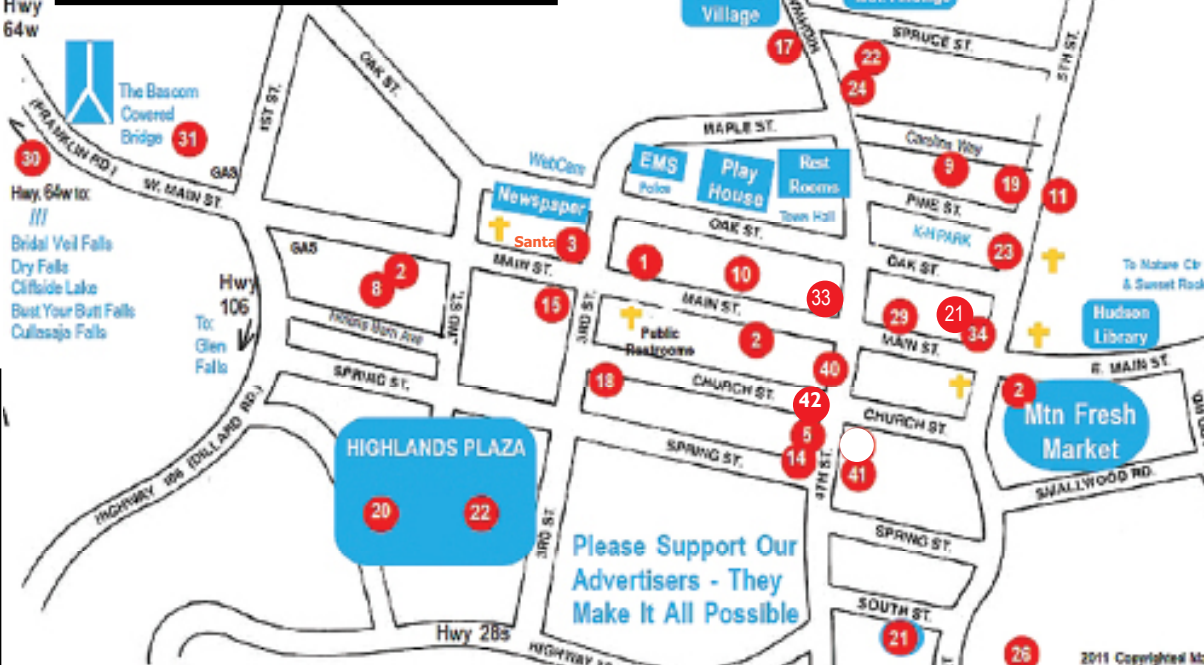 Hwy
64w
Village
17
SPRUCE ST.
5TH ST.
22
24
OAK ST.
1ST ST.
The Bascom
Covered
Bridge
31
(FRANKLIN RD.)
30
GAS
W. MAIN ST.
MAPLE ST.
Carolina Way
WebCam
EMS
Police
Play
House
Rest
Rooms
Town Hall
9
19
11
PINE ST.
K-H PARK
Hwy. 64w to:
///
Bridal Veil Falls
Dry Falls
Cliffside Lake
Bust Your Butt Falls
Cullasaja Falls
Newspaper
Santa
3
OAK ST.
23
OAK ST.
GAS
2
8
MAIN ST.
1
10
33
To Nature Ctr
& Sunset Rock
Hwy
106
To:
Glen
Falls
2ND ST.
15
3RD ST.
MAIN ST.
29
21
34
Hudson
Library
Public
Restrooms
2
MAIN ST.
E. MAIN ST.
SPRING ST.
18
CHURCH ST.
40
42
2
Mtn Fresh
Market
CHURCH ST.
HIGHLANDS PLAZA
SPRING ST.
5
14
4TH ST.
41
SMALLWOOD RD.
HIGHWAY 106 (DILLARD RD.)
20
22
3RD ST.
SPRING ST.
Please Support Our
Advertisers - They
Make It All Possible
SOUTH ST.
21
Hwy 28s
26